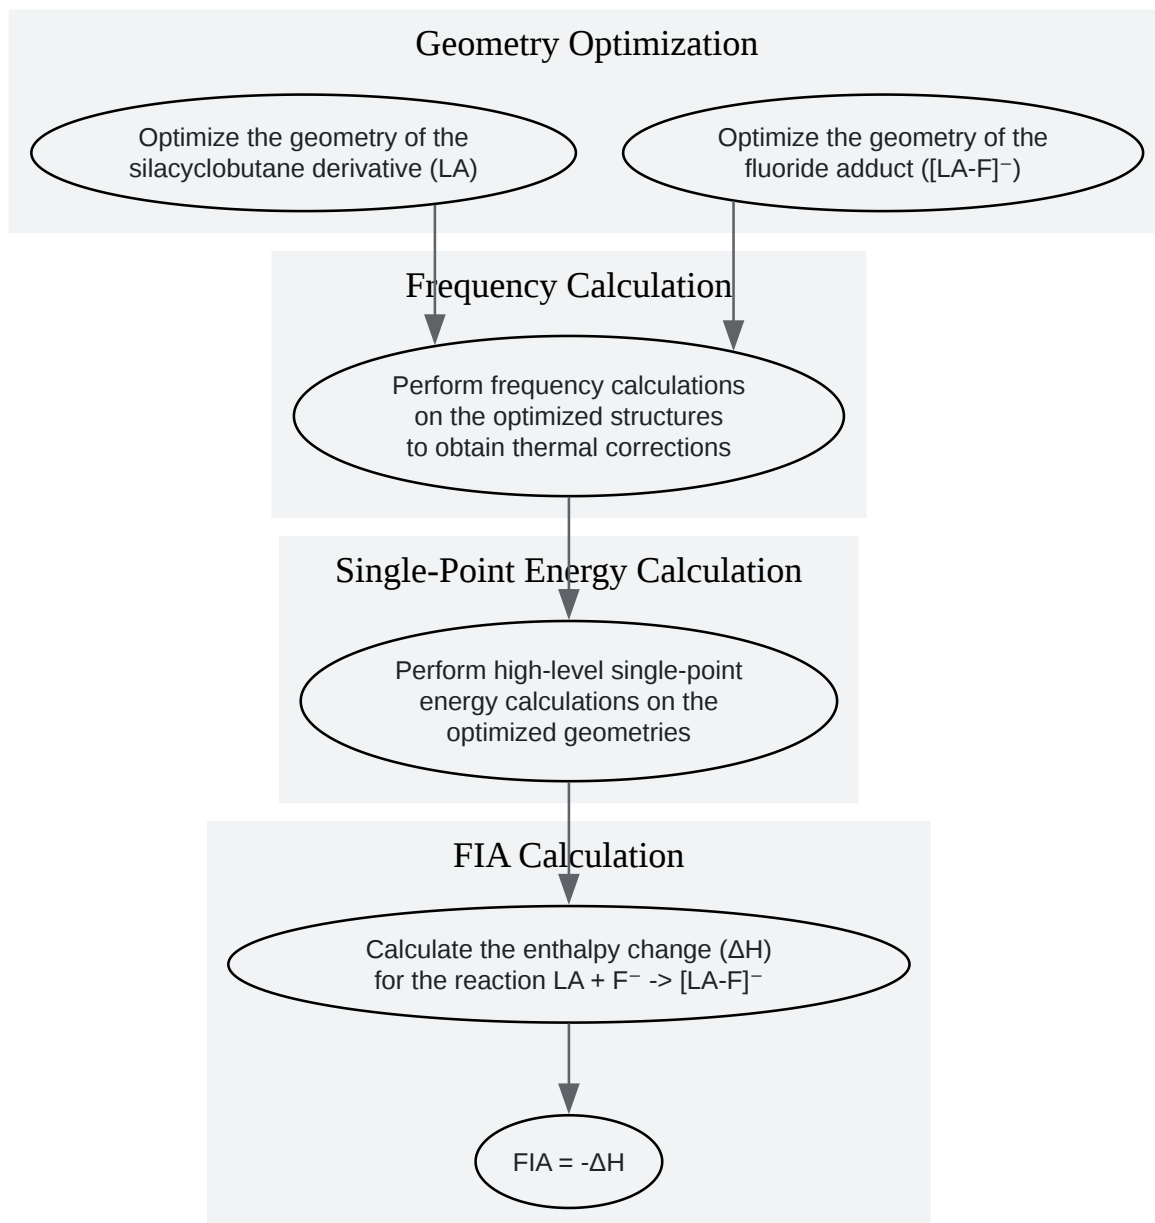 Geometry Optimization
Optimize the geometry of the
silacyclobutane derivative (LA)
Optimize the geometry of the
fluoride adduct ([LA-F]⁻)
Frequency Calculation
Perform frequency calculations
on the optimized structures
to obtain thermal corrections
Single-Point Energy Calculation
Perform high-level single-point
energy calculations on the
optimized geometries
FIA Calculation
Calculate the enthalpy change (ΔH)
for the reaction LA + F⁻ -> [LA-F]⁻
FIA = -ΔH